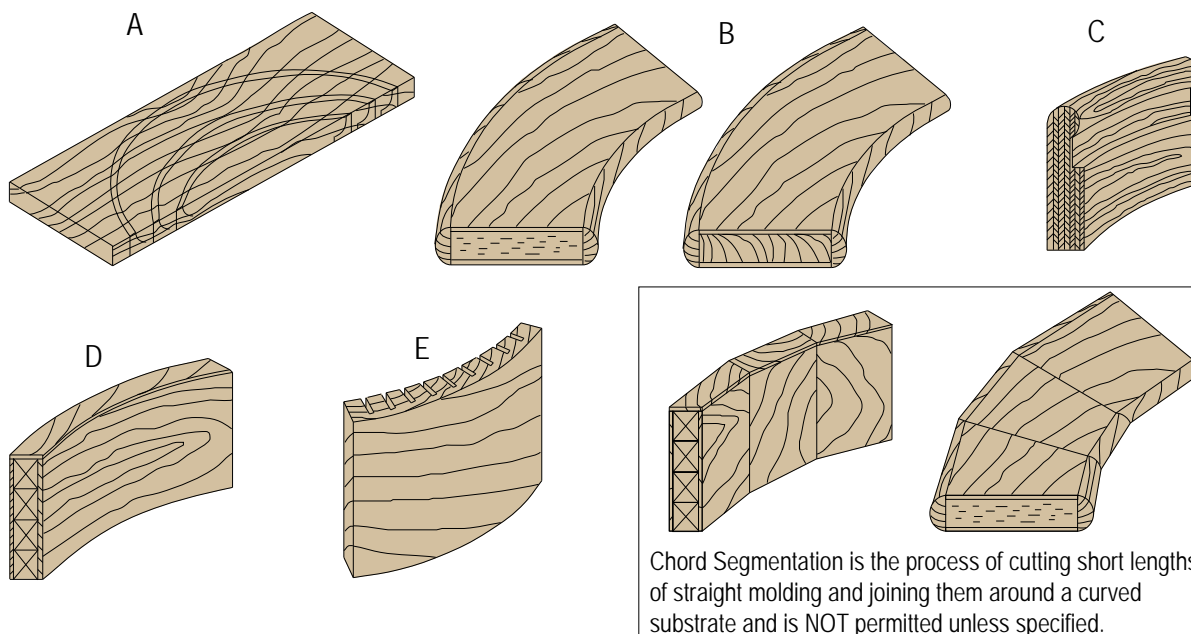 A
B
C
D
E
Chord Segmentation is the process of cutting short lengths
of straight molding and joining them around a curved
substrate and is NOT permitted unless specified.